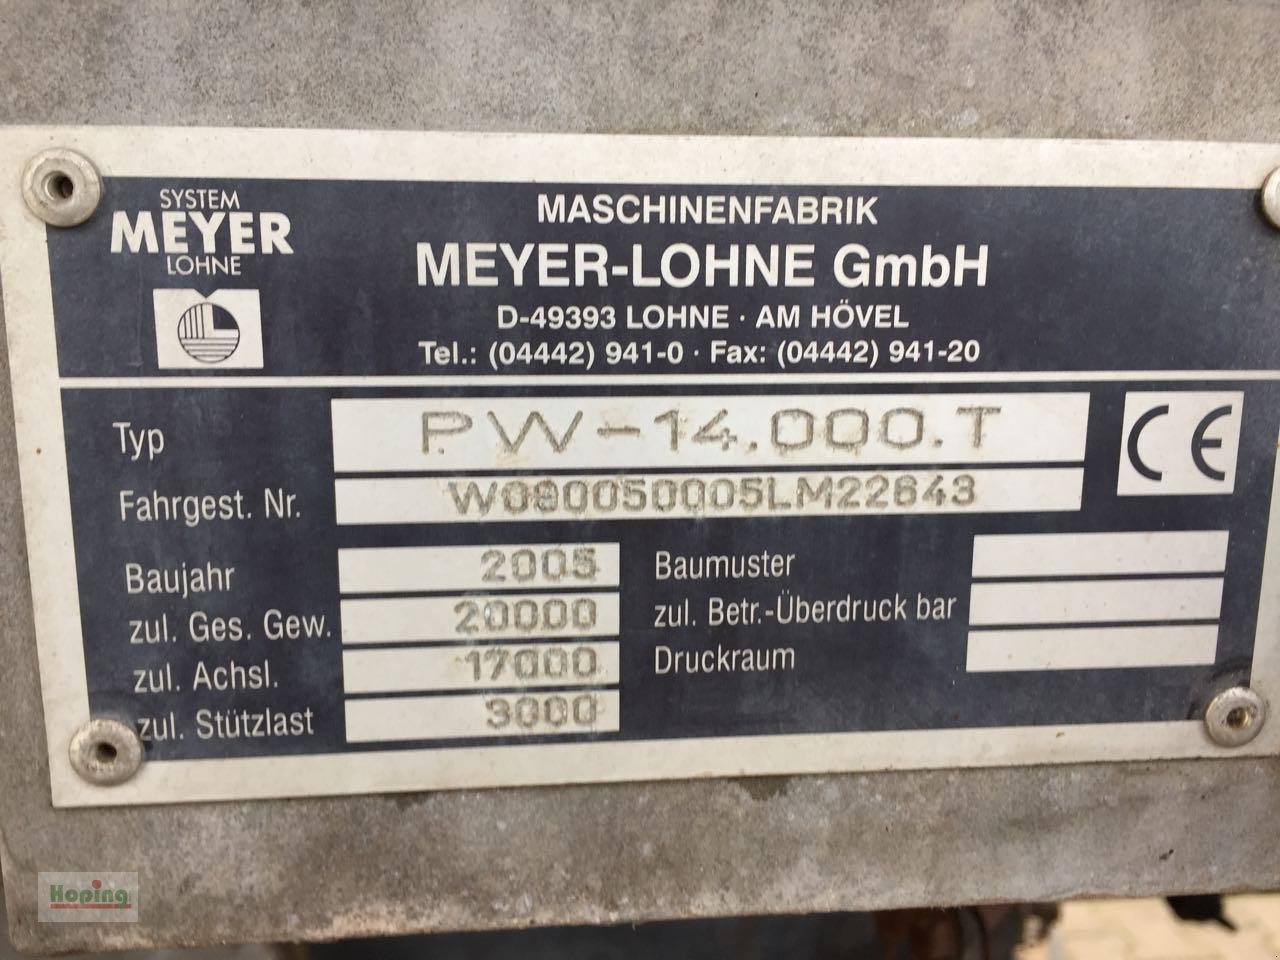 SYSTEM
MEYER
LOHNE
MASCHINENFABRIK
MEYER-LOHNE GmbH
D-49393 LOHNE · AM HÖVEL
Tel.: (04442) 941-0 · Fax: (04442) 941-20
Typ P.W-14.000.T
CE
Fahrgest. Nr. W080050005LM22643
Baujahr 2005
zul. Ges. Gew. 20000
zul. Achsl. 17000
zul. Stützlast 3000
Baumuster
zul. Betr.-Überdruck bar
Druckraum
Hoping